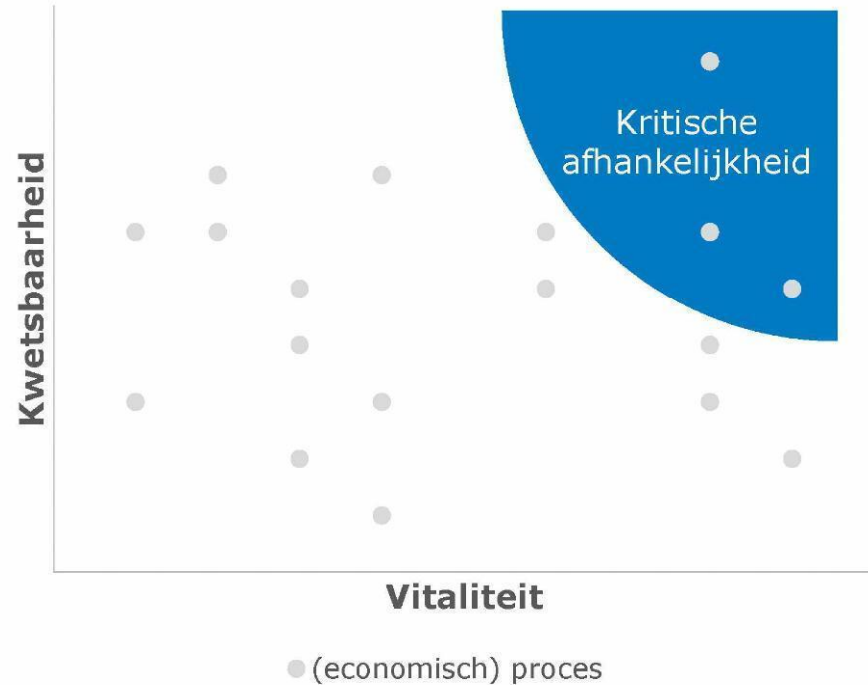 Kritische
afhankelijkheid
Kwetsbaarheid
Vitaliteit
(economisch) proces